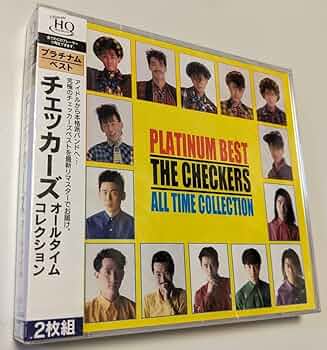 HQ
プラチナム
ベスト
アイドルから本格派バンドへ…
究極のチェッカーズベストを最新リマスターでお届け。
チェッカーズ
オールタイム
コレクション
2枚組
PLATINUM BEST
THE CHECKERS
ALL TIME COLLECTION